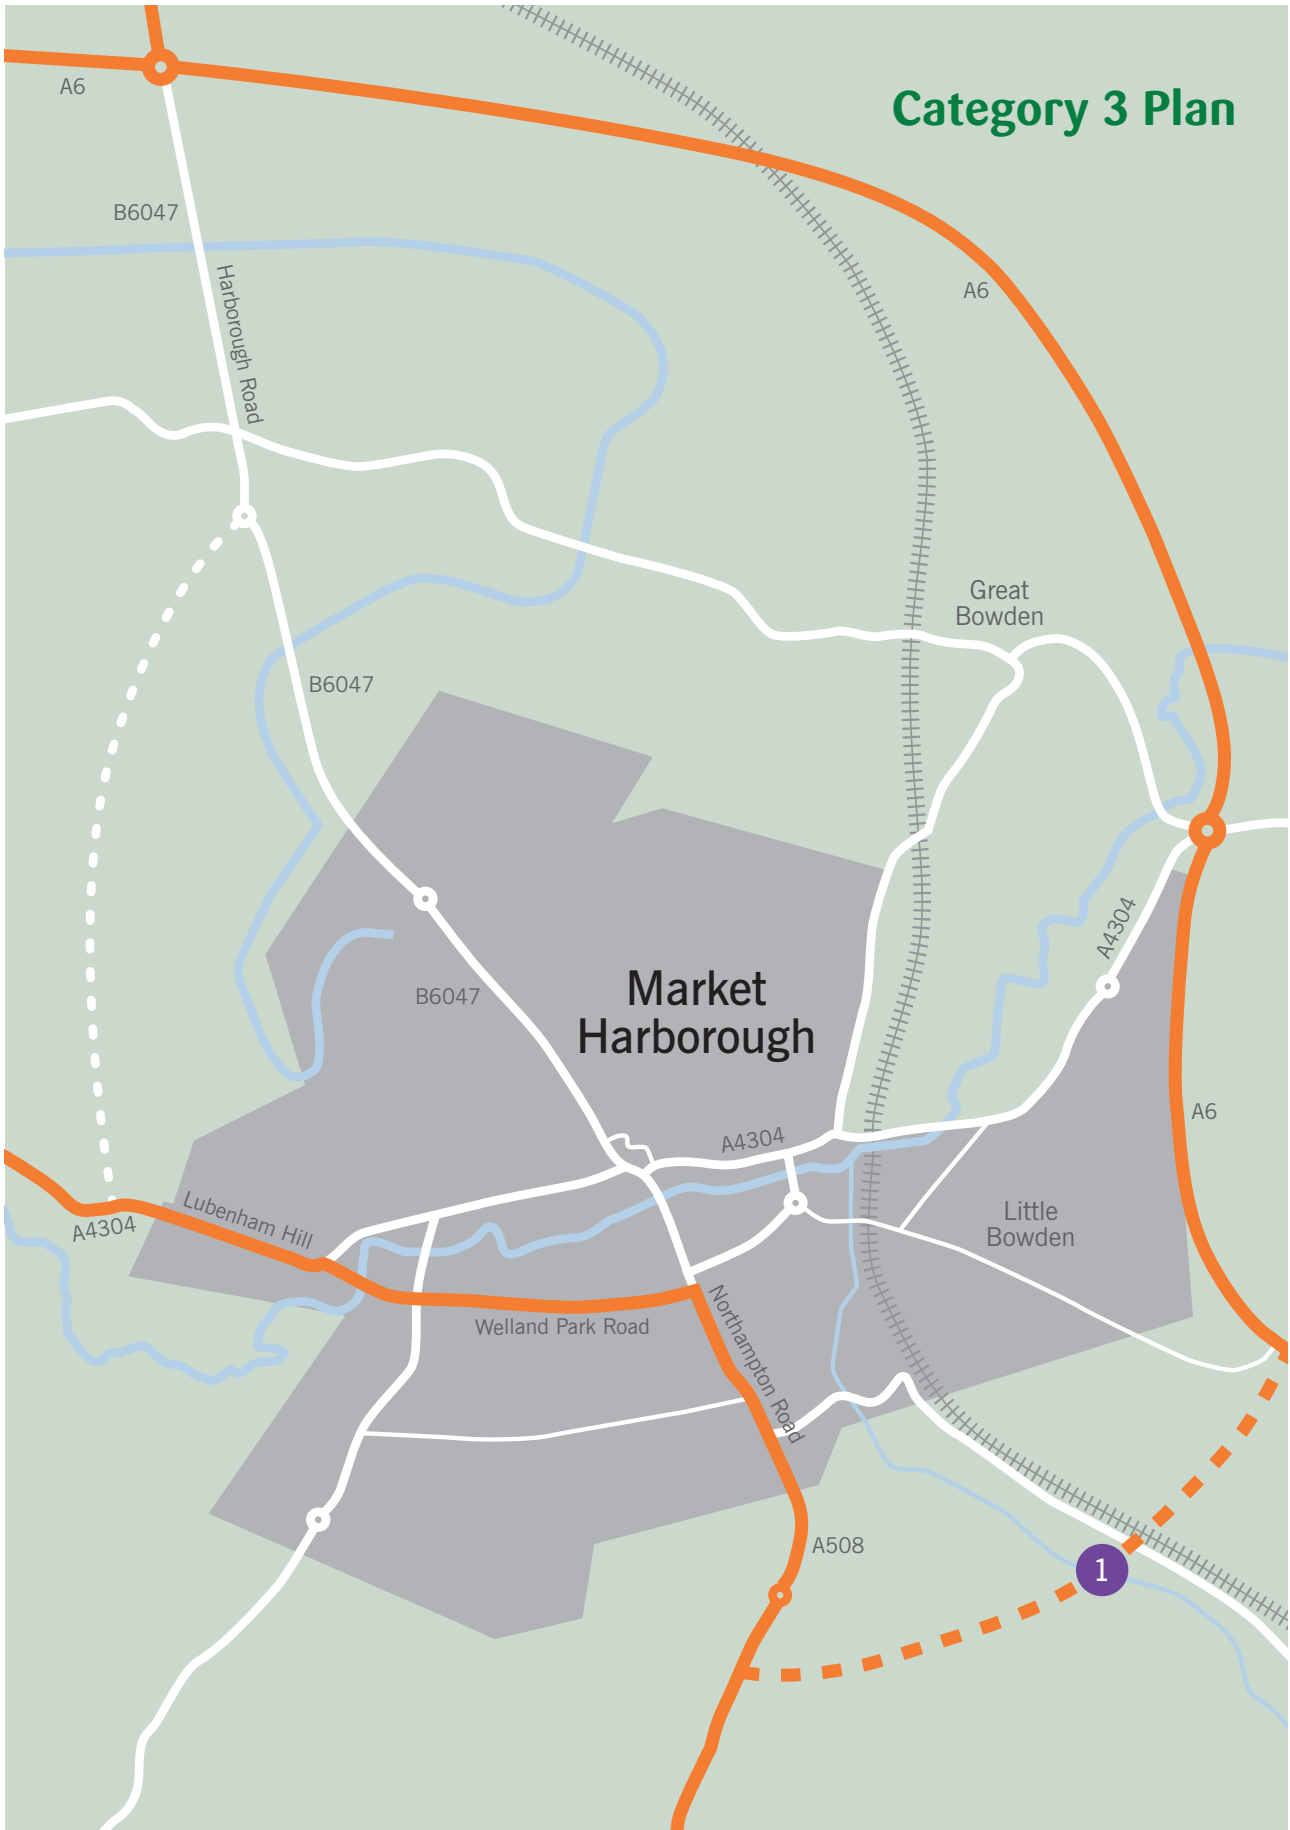 Category 3 Plan
A6
B6047
Harborough Road
A6
Great
Bowden
B6047
A4304
Market
Harborough
B6047
A6
A4304
Lubenham Hill
A4304
Little
Bowden
Welland Park Road
Northampton Road
A508
1